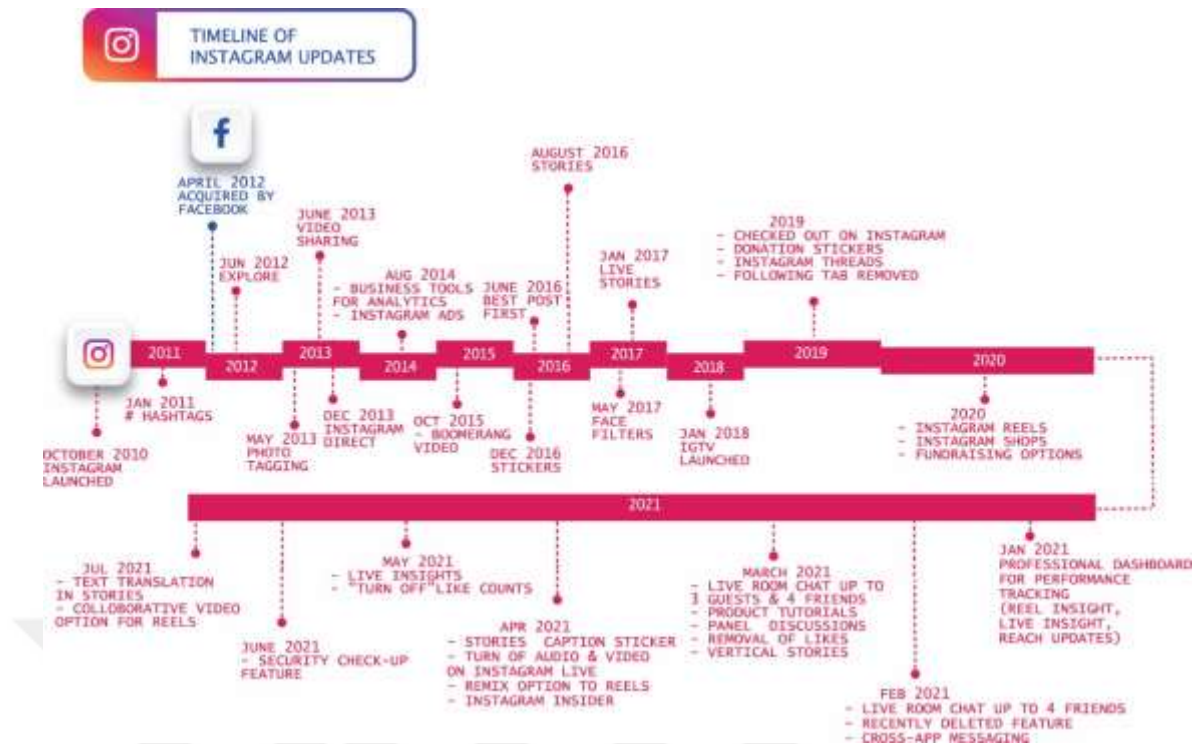 TIMELINE OF
INSTAGRAM UPDATES
APRIL 2012
ACQUIRED BY
FACEBOOK
JUN 2012
EXPLORE
JUNE 2013
VIDEO
SHARING
AUG 2014
- BUSINESS TOOLS
FOR ANALYTICS
- INSTAGRAM ADS
JUNE 2016
BEST POST
FIRST
AUGUST 2016
STORIES
JAN 2017
LIVE
STORIES
2019
- CHECKED OUT ON INSTAGRAM
- DONATION STICKERS
- INSTAGRAM THREADS
- FOLLOWING TAB REMOVED
2011
2012
2013
2014
2015
2016
2017
2018
2019
2020
OCTOBER 2010
INSTAGRAM
LAUNCHED
JAN 2011
# HASHTAGS
MAY 2013
PHOTO
TAGGING
DEC 2013
INSTAGRAM
DIRECT
OCT 2015
- BOOMERANG
VIDEO
DEC 2016
STICKERS
MAY 2017
FACE
FILTERS
JAN 2018
IGTV
LAUNCHED
2020
- INSTAGRAM REELS
- INSTAGRAM SHOPS
- FUNDRAISING OPTIONS
2021
JUL 2021
- TEXT TRANSLATION
IN STORIES
- COLLOBORATIVE VIDEO
OPTION FOR REELS
JUNE 2021
- SECURITY CHECK-UP
FEATURE
MAY 2021
- LIVE INSIGHTS
- "TURN OFF"LIKE COUNTS
APR 2021
- STORIES CAPTION STICKER
- TURN OF AUDIO & VIDEO
ON INSTAGRAM LIVE
- REMIX OPTION TO REELS
- INSTAGRAM INSIDER
MARCH 2021
- LIVE ROOM CHAT UP TO
3 GUESTS & 4 FRIENDS
- PRODUCT TUTORIALS
- PANEL DISCUSSIONS
- REMOVAL OF LIKES
- VERTICAL STORIES
FEB 2021
- LIVE ROOM CHAT UP TO 4 FRIENDS
- RECENTLY DELETED FEATURE
- CROSS-APP MESSAGING
JAN 2021
PROFESSIONAL DASHBOARD
FOR PERFORMANCE
TRACKING
(REEL INSIGHT,
LIVE INSIGHT,
REACH UPDATES)